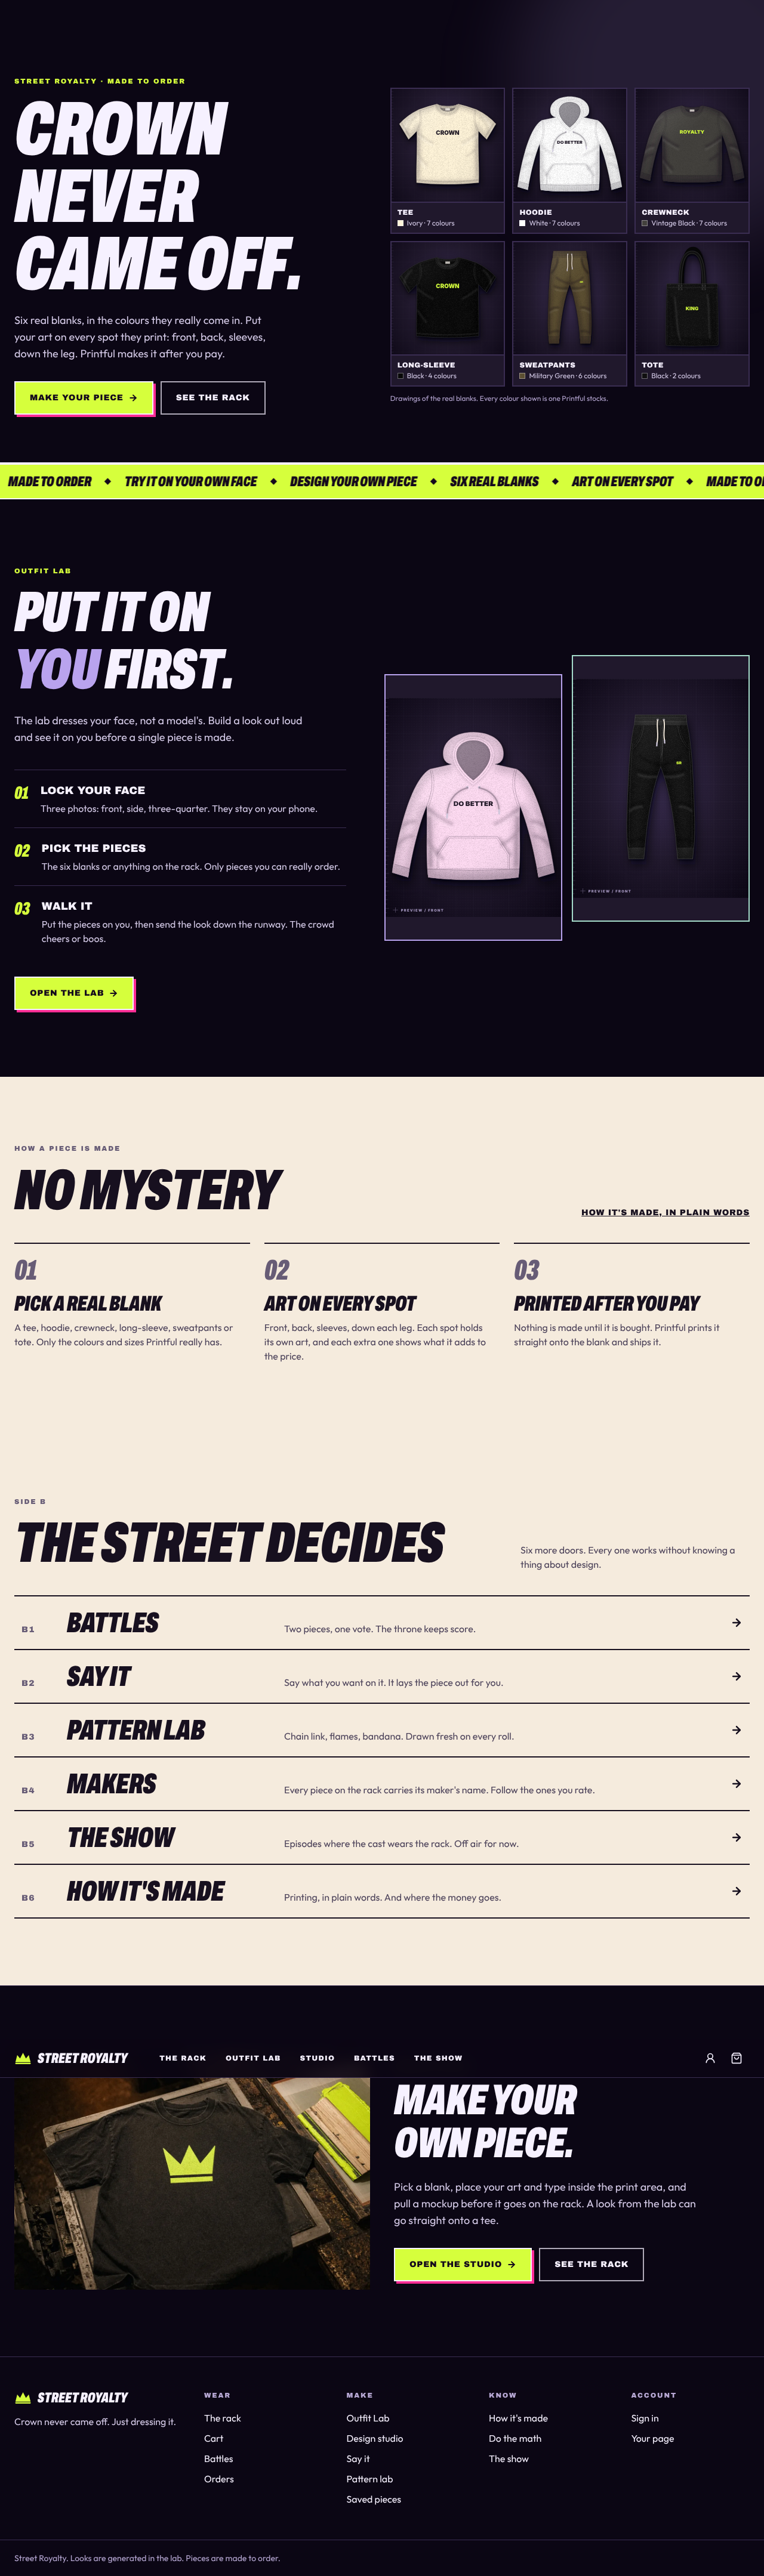 STREET ROYALTY · MADE TO ORDER
CROWN
NEVER
CAME OFF.
Six real blanks, in the colours they really come in. Put
your art on every spot they print: front, back, sleeves,
down the leg. Printful makes it after you pay.
MAKE YOUR PIECE →
SEE THE RACK
CROWN
TEE
Ivory · 7 colours
DO BETTER
HOODIE
White · 7 colours
ROYALTY
CREWNECK
Vintage Black · 7 colours
CROWN
LONG-SLEEVE
Black · 4 colours
SWEATPANTS
Military Green · 6 colours
KING
TOTE
Black · 2 colours
Drawings of the real blanks. Every colour shown is one Printful stocks.
MADE TO ORDER ◆ TRY IT ON YOUR OWN FACE ◆ DESIGN YOUR OWN PIECE ◆ SIX REAL BLANKS ◆ ART ON EVERY SPOT ◆ MADE TO O
OUTFIT LAB
PUT IT ON
YOU FIRST.
The lab dresses your face, not a model's. Build a look out loud
and see it on you before a single piece is made.
01 LOCK YOUR FACE
Three photos: front, side, three-quarter. They stay on your phone.
02 PICK THE PIECES
The six blanks or anything on the rack. Only pieces you can really order.
03 WALK IT
Put the pieces on you, then send the look down the runway. The crowd
cheers or boos.
OPEN THE LAB →
DO BETTER
PREVIEW / FRONT
PREVIEW / FRONT
HOW A PIECE IS MADE
NO MYSTERY
HOW IT'S MADE, IN PLAIN WORDS
01
PICK A REAL BLANK
A tee, hoodie, crewneck, long-sleeve, sweatpants or
tote. Only the colours and sizes Printful really has.
02
ART ON EVERY SPOT
Front, back, sleeves, down each leg. Each spot holds
its own art, and each extra one shows what it adds to
the price.
03
PRINTED AFTER YOU PAY
Nothing is made until it is bought. Printful prints it
straight onto the blank and ships it.
SIDE B
THE STREET DECIDES
Six more doors. Every one works without knowing a
thing about design.
B1 BATTLES Two pieces, one vote. The throne keeps score. →
B2 SAY IT Say what you want on it. It lays the piece out for you. →
B3 PATTERN LAB Chain link, flames, bandana. Drawn fresh on every roll. →
B4 MAKERS Every piece on the rack carries its maker's name. Follow the ones you rate. →
B5 THE SHOW Episodes where the cast wears the rack. Off air for now. →
B6 HOW IT'S MADE Printing, in plain words. And where the money goes. →
STREET ROYALTY THE RACK OUTFIT LAB STUDIO BATTLES THE SHOW
MAKE YOUR
OWN PIECE.
Pick a blank, place your art and type inside the print area, and
pull a mockup before it goes on the rack. A look from the lab can
go straight onto a tee.
OPEN THE STUDIO →
SEE THE RACK
STREET ROYALTY
Crown never came off. Just dressing it.
WEAR
The rack
Cart
Battles
Orders
MAKE
Outfit Lab
Design studio
Say it
Pattern lab
Saved pieces
KNOW
How it's made
Do the math
The show
ACCOUNT
Sign in
Your page
Street Royalty. Looks are generated in the lab. Pieces are made to order.